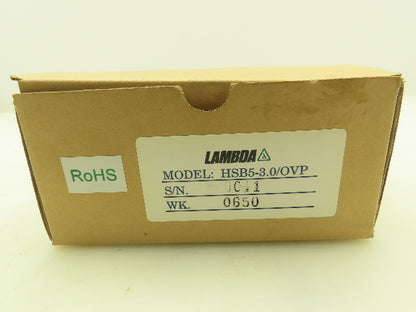 RoHS
LAMBDA
MODEL: HSB5-3.0/OVP
S/N.
WK. 0650